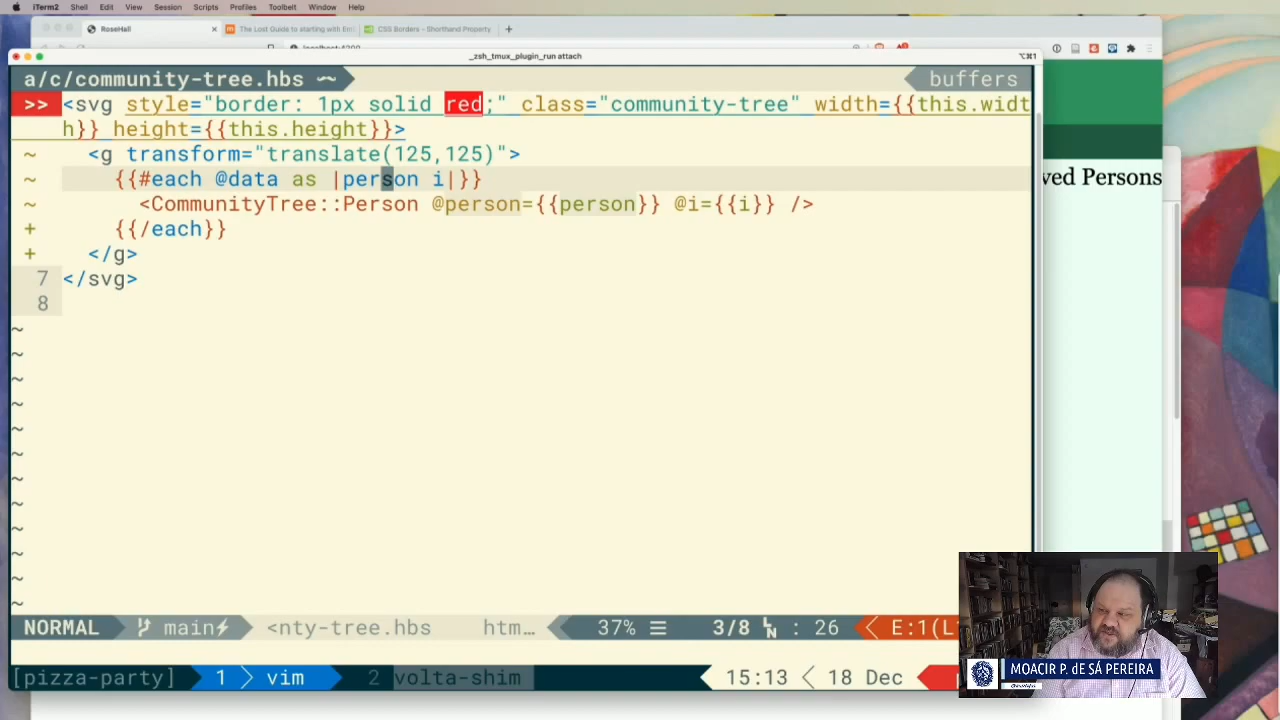 iTerm2 Shell Edit View Session Scripts Profiles Toolbelt Window Help
RoseHall × The Lost Guide to starting with Em CSS Borders - Shorthand Property +
_zsh_tmux_plugin_run attach ⌥⌘1
a/c/community-tree.hbs ~ buffers
>> <svg style="border: 1px solid red;" class="community-tree" width={{this.widt
h}} height={{this.height}}>
~ <g transform="translate(125,125)">
~ {{#each @data as |person i|}}
~ <CommunityTree::Person @person={{person}} @i={{i}} />
+ {{/each}}
+ </g>
7 </svg>
8
~
~
~
~
~
~
~
~
~
~
~
~
ved Persons
NORMAL main⚡ <nty-tree.hbs htm… 37% ☰ 3/8 ␤ : 26 E:1(L1
[pizza-party] 1 vim 2 volta-shim 15:13 18 Dec
MOACIR P. dE SÁ PEREIRA